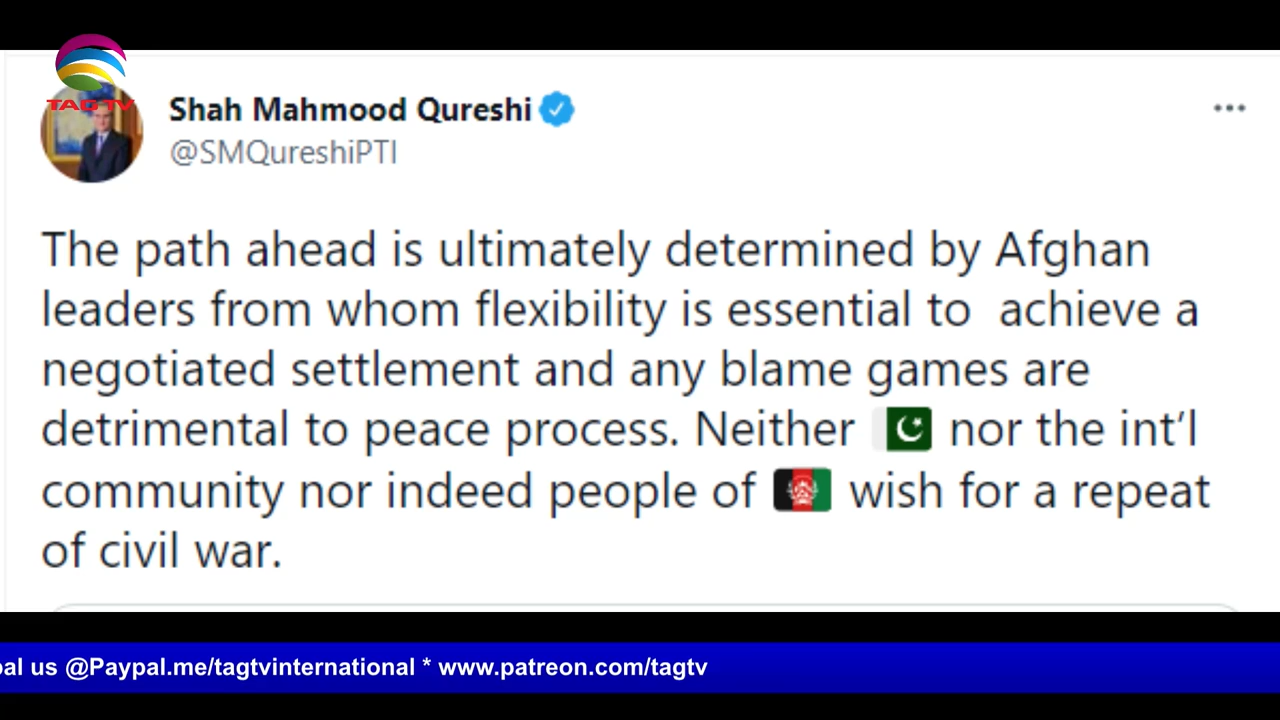 TAG TV
Shah Mahmood Qureshi
@SMQureshiPTI
The path ahead is ultimately determined by Afghan
leaders from whom flexibility is essential to achieve a
negotiated settlement and any blame games are
detrimental to peace process. Neither 🇵🇰 nor the int'l
community nor indeed people of 🇦🇫 wish for a repeat
of civil war.
pal us @Paypal.me/tagtvinternational * www.patreon.com/tagtv